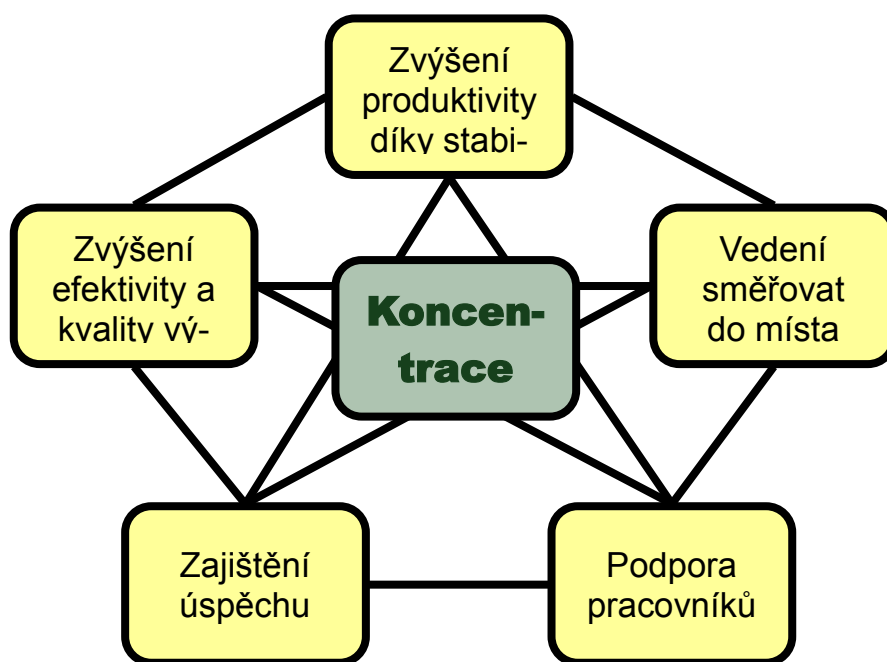 Zvýšení
produktivity
díky stabi-
Zvýšení
efektivity a
kvality vý-
Vedení
směřovat
do místa
Koncen-
trace
Zajištění
úspěchu
Podpora
pracovníků